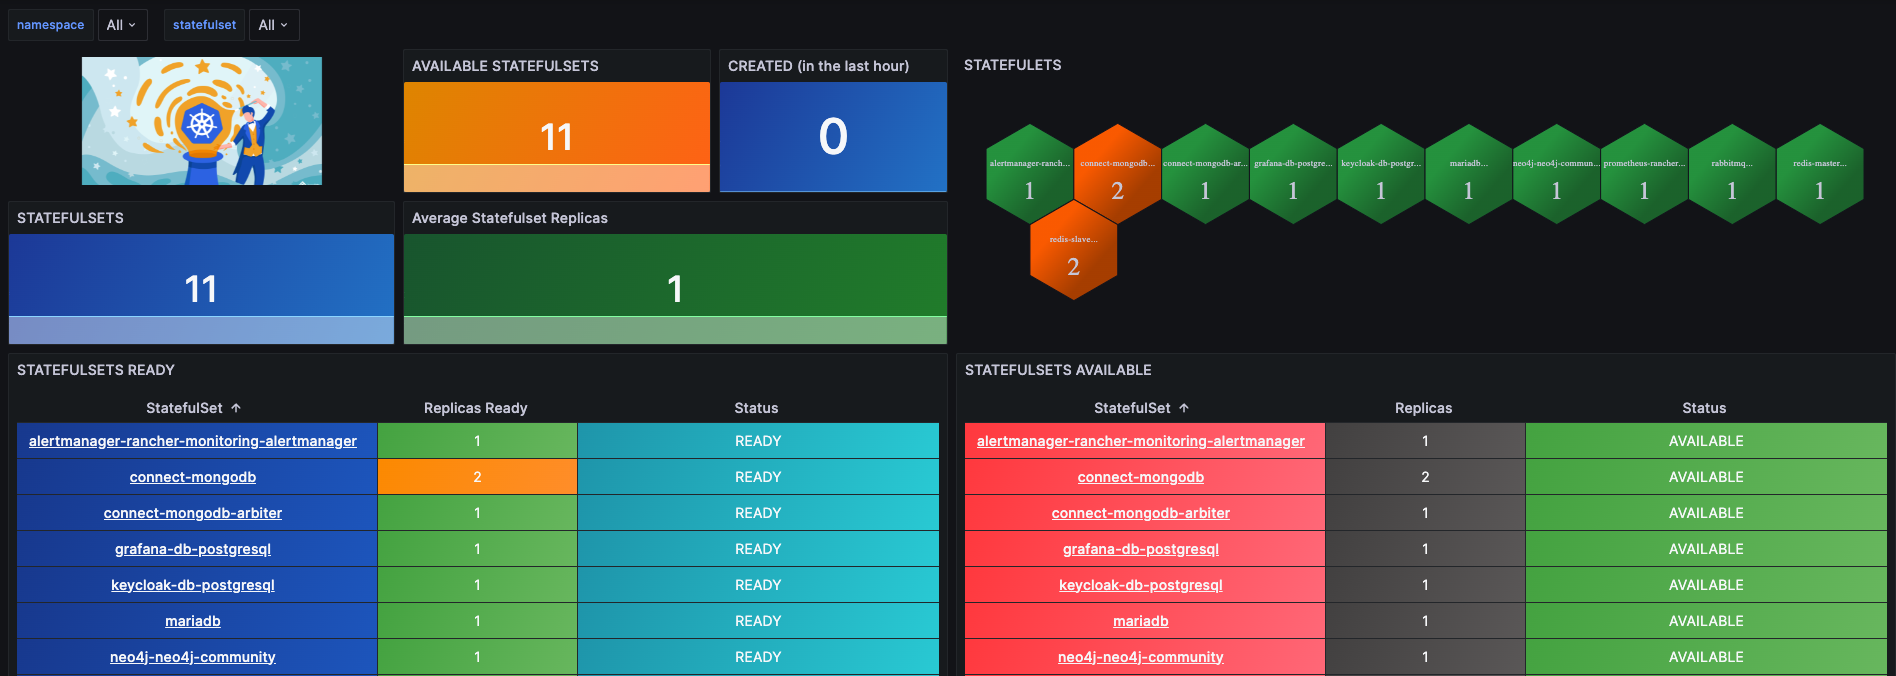 namespace All statefulset All
AVAILABLE STATEFULSETS
11
CREATED (in the last hour)
0
STATEFULETS
alertmanager-ranch...
1
connect-mongodb...
2
connect-mongodb-ar...
1
grafana-db-postgre...
1
keycloak-db-postgr...
1
mariadb...
1
neo4j-neo4j-commun...
1
prometheus-rancher...
1
rabbitmq...
1
redis-master...
1
redis-slave...
2
STATEFULSETS
11
Average Statefulset Replicas
1
STATEFULSETS READY
StatefulSet Replicas Ready Status
alertmanager-rancher-monitoring-alertmanager 1 READY
connect-mongodb 2 READY
connect-mongodb-arbiter 1 READY
grafana-db-postgresql 1 READY
keycloak-db-postgresql 1 READY
mariadb 1 READY
neo4j-neo4j-community 1 READY
STATEFULSETS AVAILABLE
StatefulSet Replicas Status
alertmanager-rancher-monitoring-alertmanager 1 AVAILABLE
connect-mongodb 2 AVAILABLE
connect-mongodb-arbiter 1 AVAILABLE
grafana-db-postgresql 1 AVAILABLE
keycloak-db-postgresql 1 AVAILABLE
mariadb 1 AVAILABLE
neo4j-neo4j-community 1 AVAILABLE